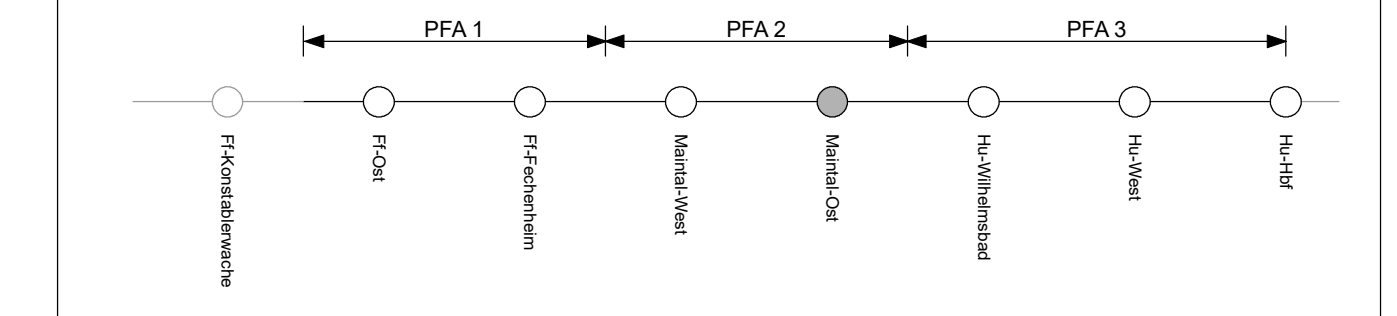 PFA 1
PFA 2
PFA 3
Ff-Konstablerwache
Ff-Ost
Ff-Fechenheim
Maintal-West
Maintal-Ost
Hu-Wilhelmsbad
Hu-West
Hu-Hbf